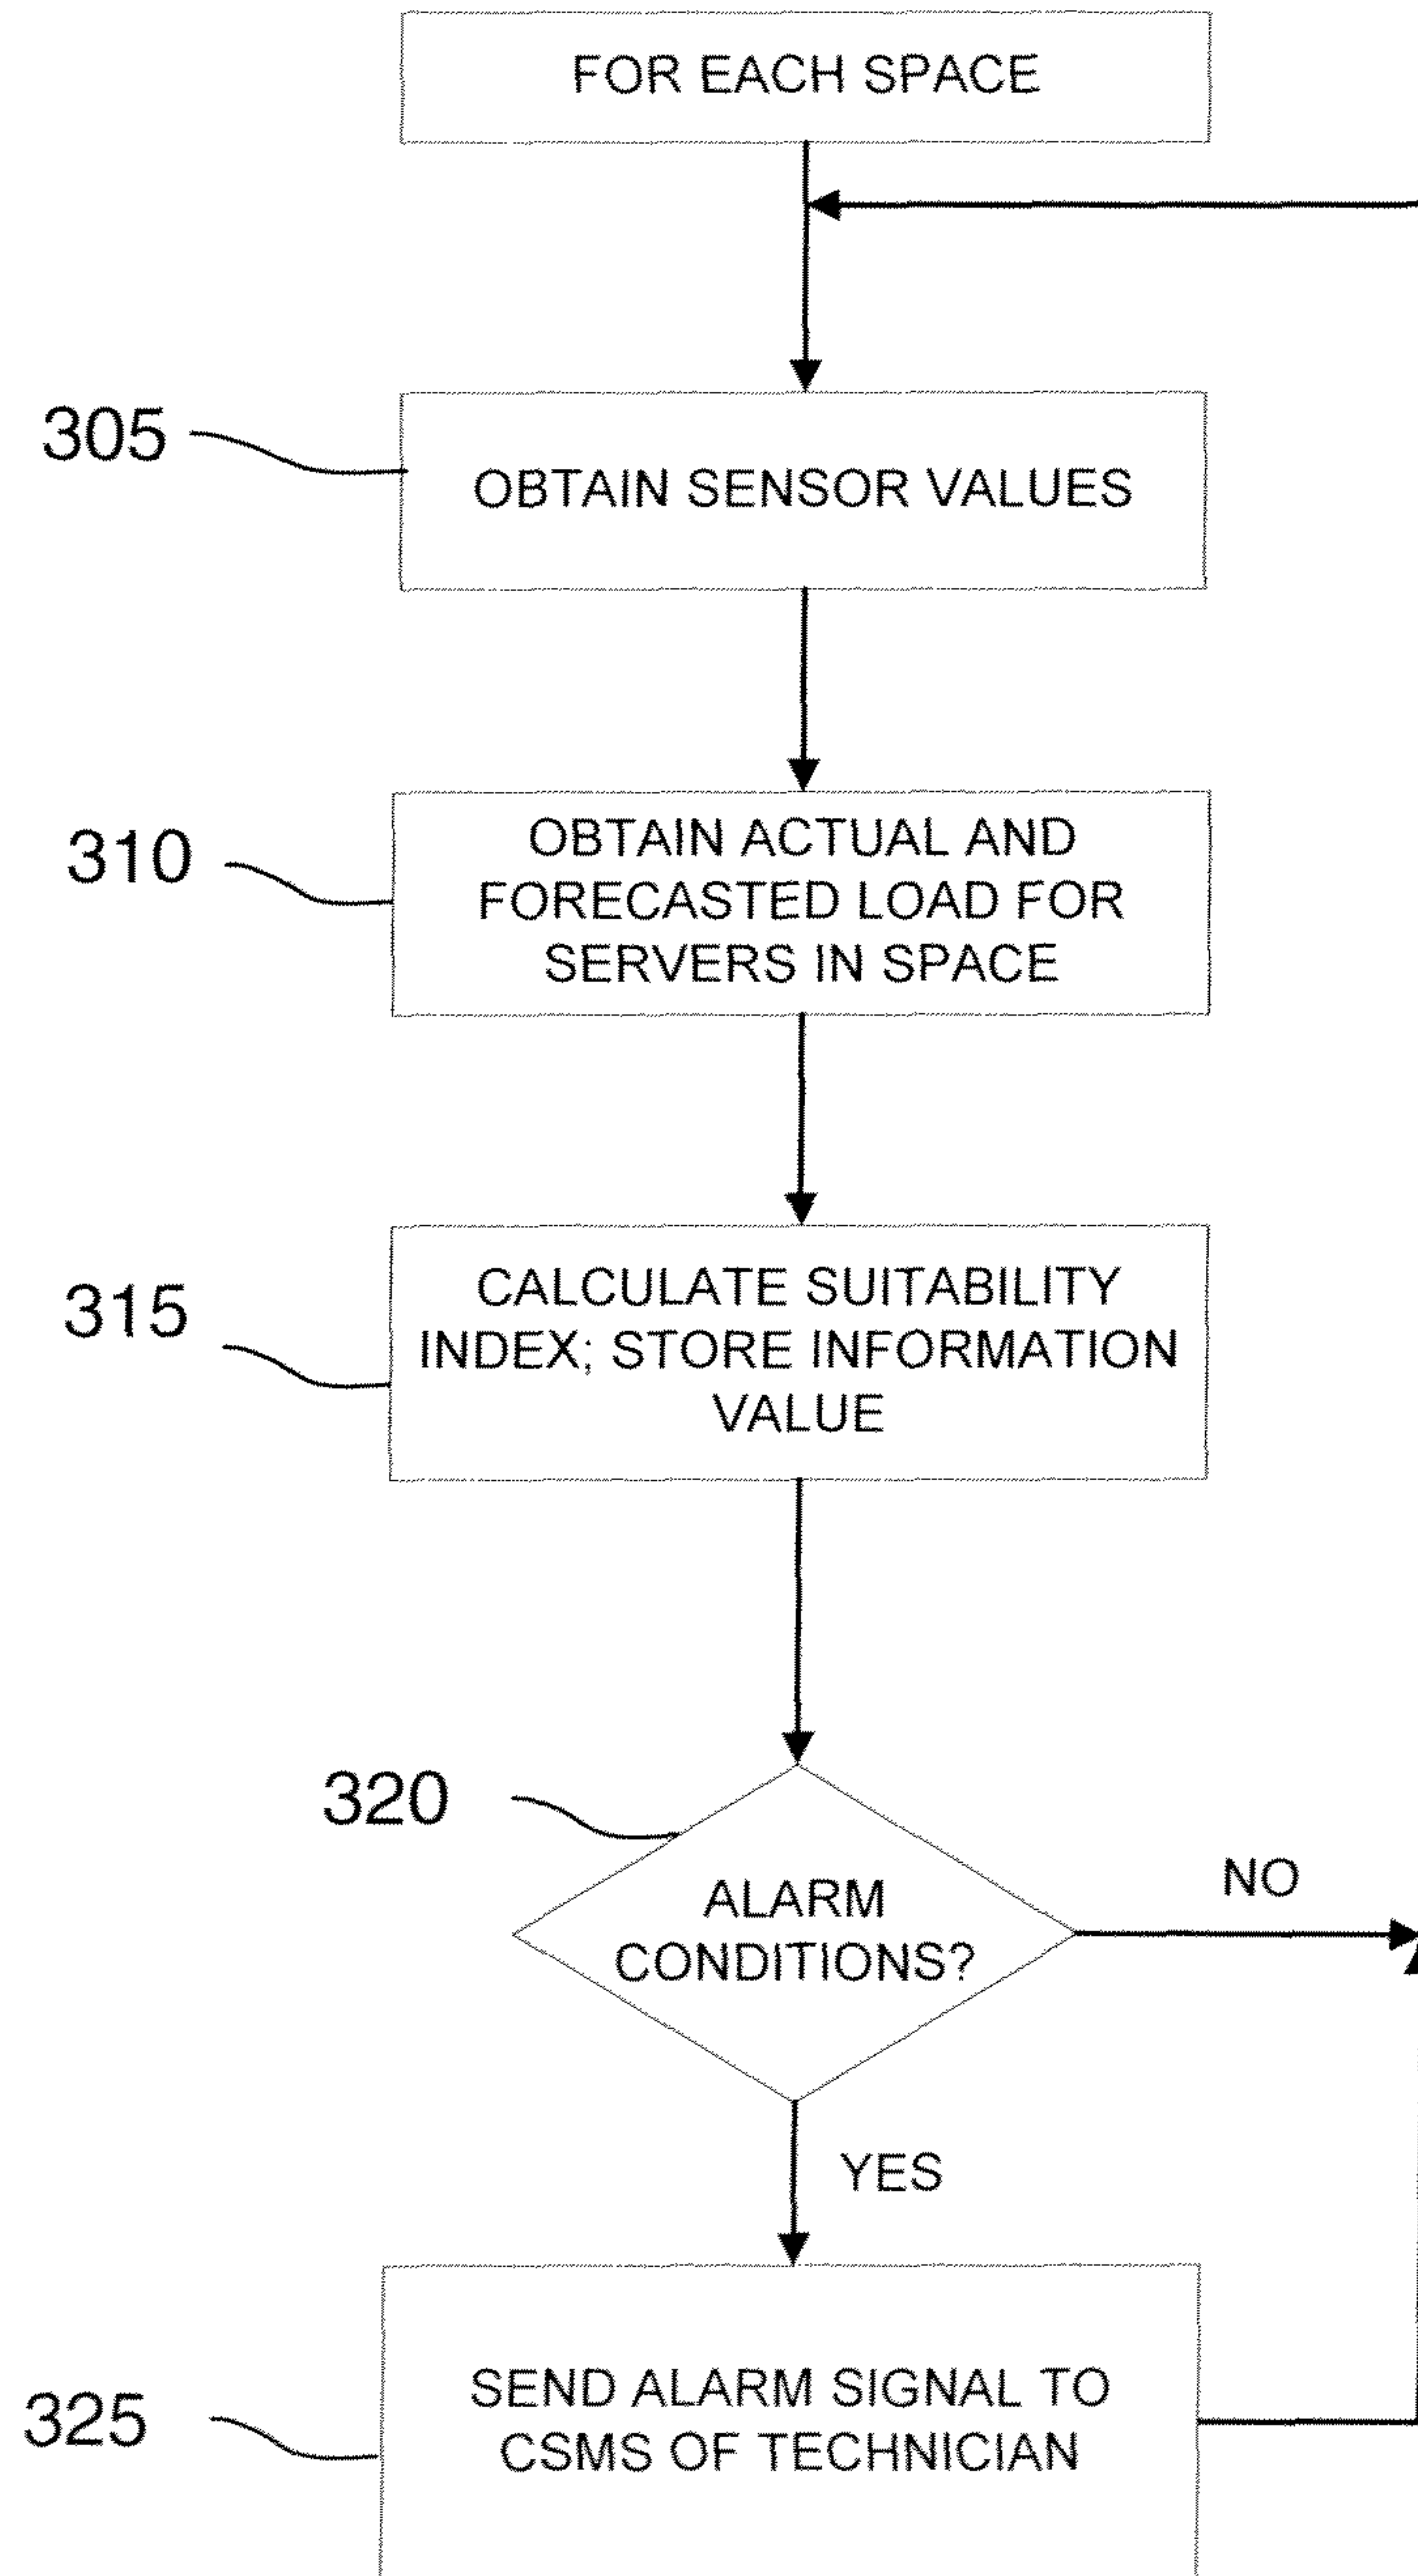 FOR EACH SPACE
305
OBTAIN SENSOR VALUES
310
OBTAIN ACTUAL AND
FORECASTED LOAD FOR
SERVERS IN SPACE
315
CALCULATE SUITABILITY
INDEX; STORE INFORMATION
VALUE
320
ALARM
CONDITIONS?
NO
YES
325
SEND ALARM SIGNAL TO
CSMS OF TECHNICIAN